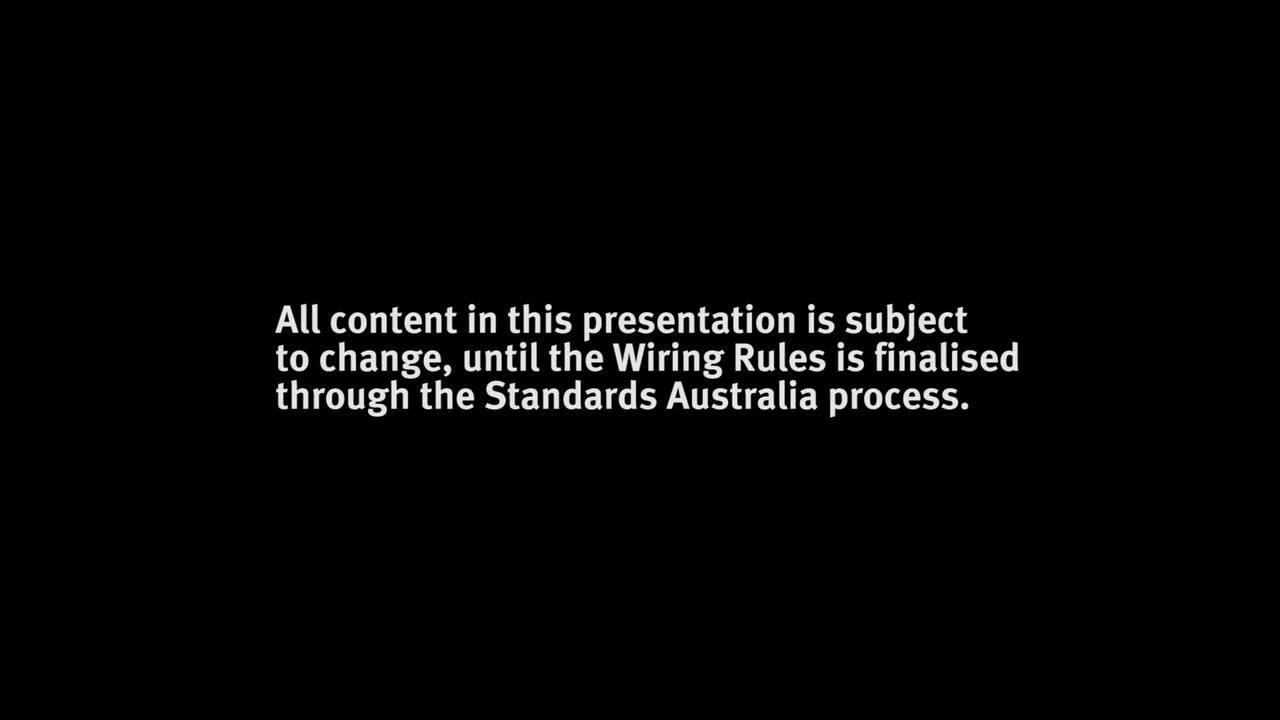 All content in this presentation is subject
to change, until the Wiring Rules is finalised
through the Standards Australia process.